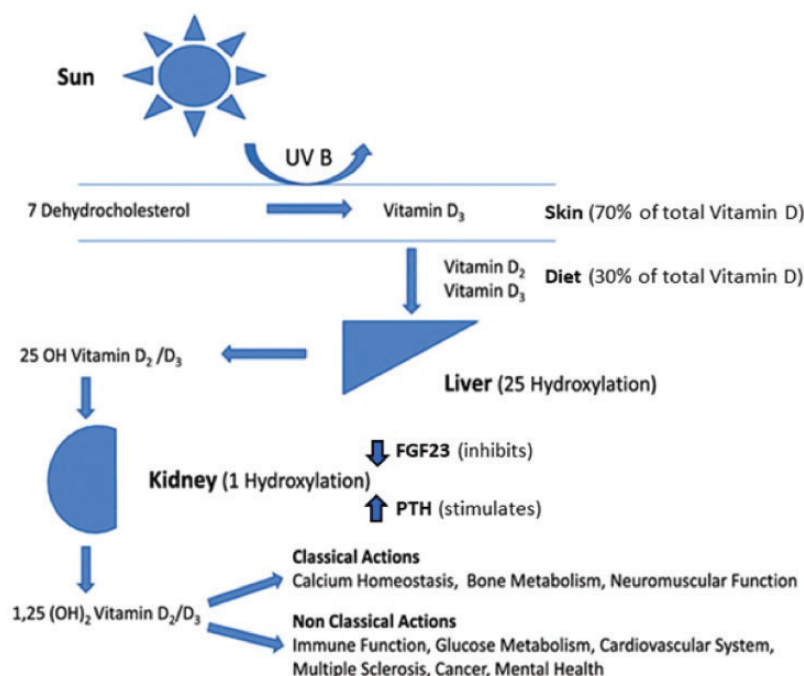 Sun
UV B
7 Dehydrocholesterol
Vitamin D₃
Skin (70% of total Vitamin D)
Vitamin D₂
Vitamin D₃
Diet (30% of total Vitamin D)
25 OH Vitamin D₂ /D₃
Liver (25 Hydroxylation)
FGF23 (inhibits)
Kidney (1 Hydroxylation)
PTH (stimulates)
Classical Actions
Calcium Homeostasis, Bone Metabolism, Neuromuscular Function
1,25 (OH)₂ Vitamin D₂/D₃
Non Classical Actions
Immune Function, Glucose Metabolism, Cardiovascular System,
Multiple Sclerosis, Cancer, Mental Health